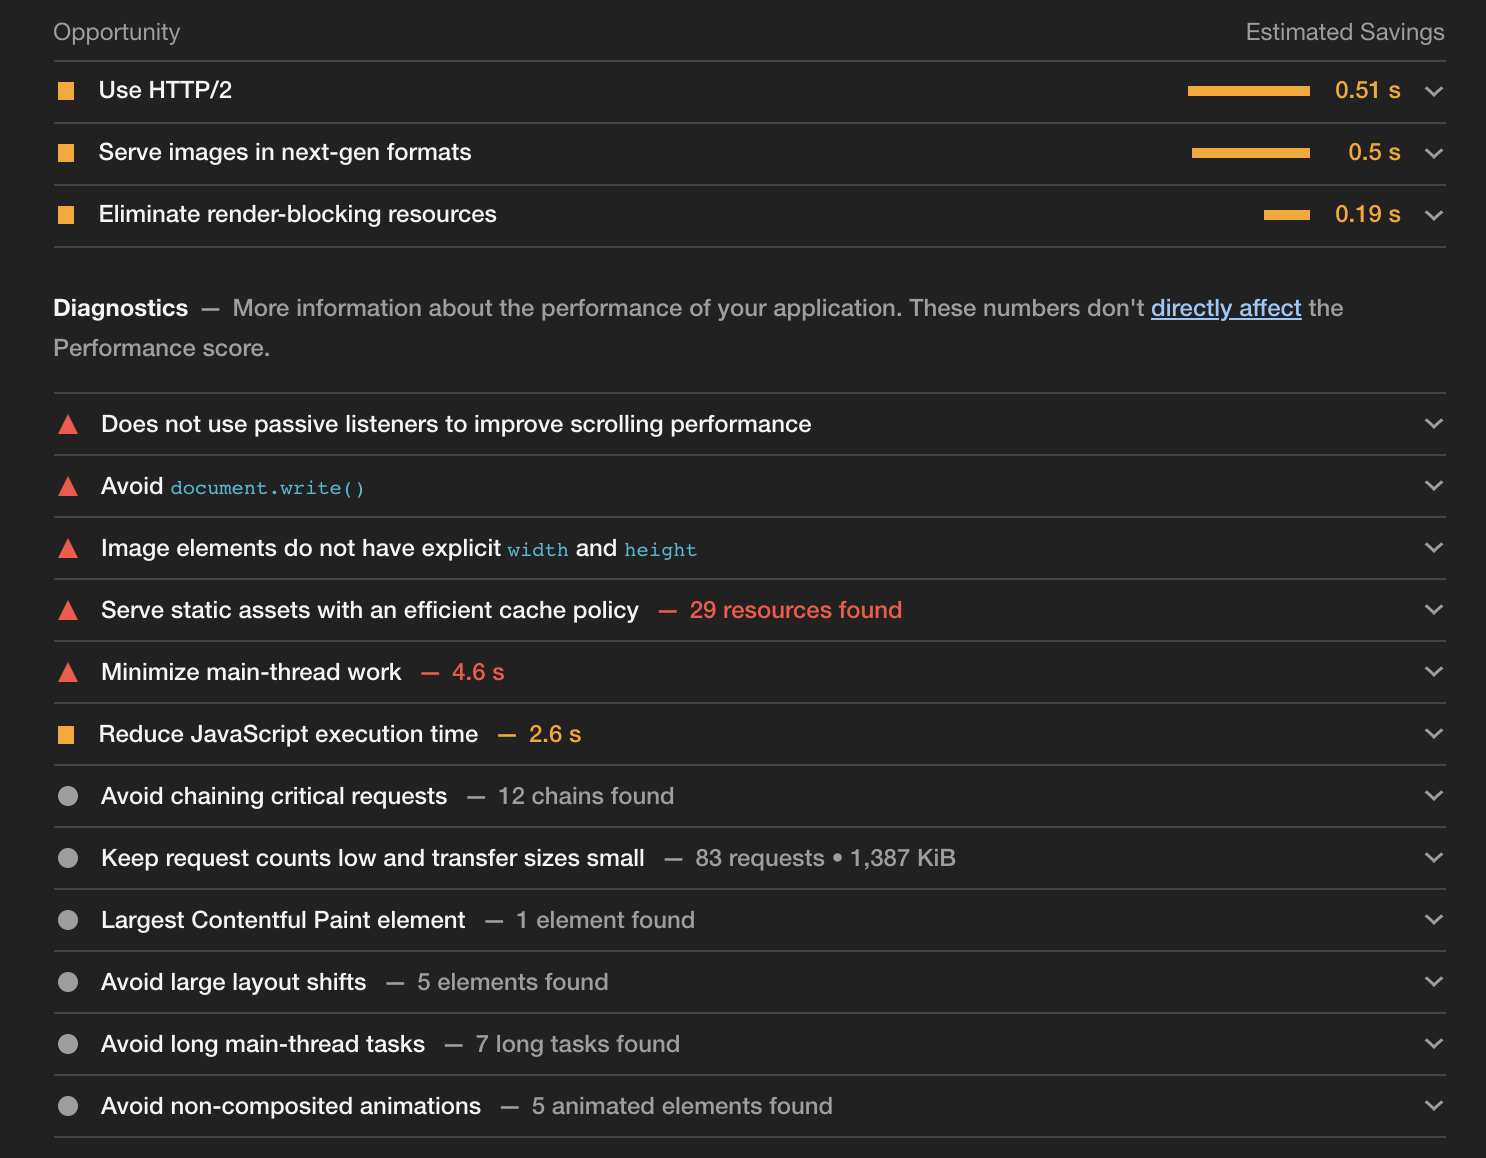 Opportunity Estimated Savings
Use HTTP/2 0.51 s
Serve images in next-gen formats 0.5 s
Eliminate render-blocking resources 0.19 s
Diagnostics — More information about the performance of your application. These numbers don't directly affect the
Performance score.
Does not use passive listeners to improve scrolling performance
Avoid document.write()
Image elements do not have explicit width and height
Serve static assets with an efficient cache policy — 29 resources found
Minimize main-thread work — 4.6 s
Reduce JavaScript execution time — 2.6 s
Avoid chaining critical requests — 12 chains found
Keep request counts low and transfer sizes small — 83 requests • 1,387 KiB
Largest Contentful Paint element — 1 element found
Avoid large layout shifts — 5 elements found
Avoid long main-thread tasks — 7 long tasks found
Avoid non-composited animations — 5 animated elements found